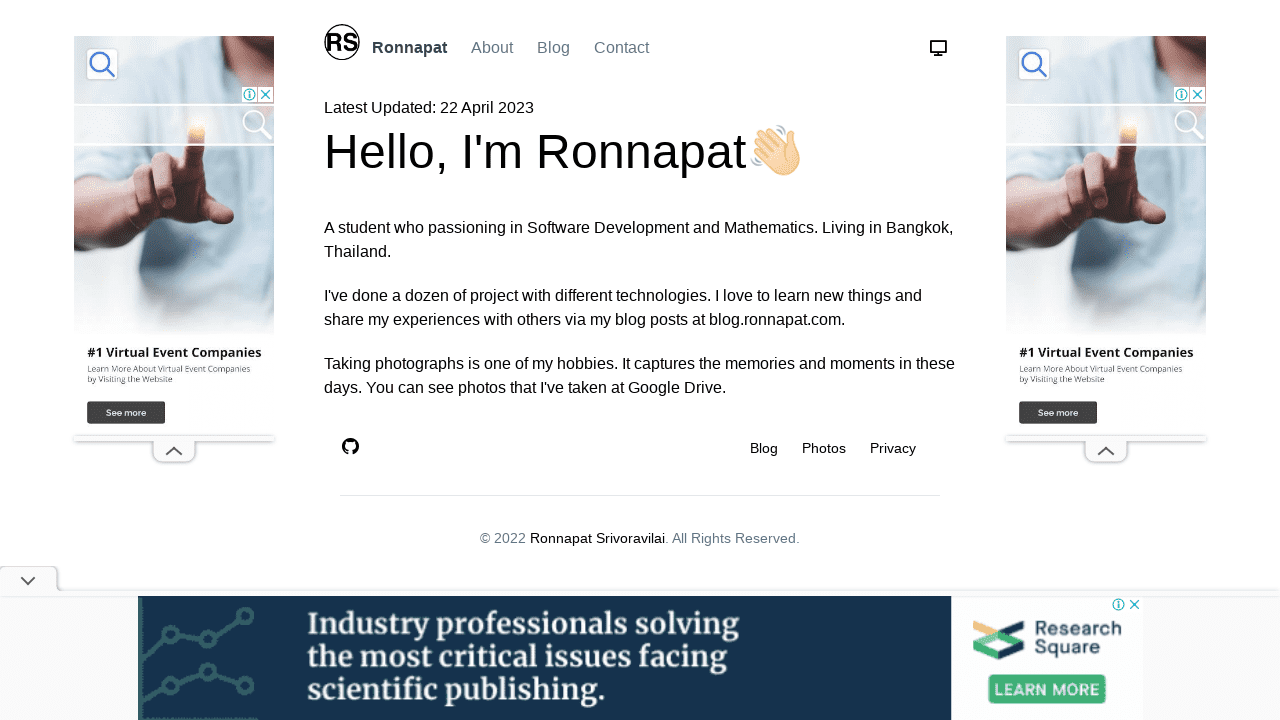 RS
Ronnapat About Blog Contact
Latest Updated: 22 April 2023
Hello, I'm Ronnapat👋🏻
A student who passioning in Software Development and Mathematics. Living in Bangkok,
Thailand.
I've done a dozen of project with different technologies. I love to learn new things and
share my experiences with others via my blog posts at blog.ronnapat.com.
Taking photographs is one of my hobbies. It captures the memories and moments in these
days. You can see photos that I've taken at Google Drive.
Blog Photos Privacy
© 2022 Ronnapat Srivoravilai. All Rights Reserved.
#1 Virtual Event Companies
Learn More About Virtual Event Companies
by Visiting the Website
See more
#1 Virtual Event Companies
Learn More About Virtual Event Companies
by Visiting the Website
See more
Industry professionals solving
the most critical issues facing
scientific publishing.
Research
Square
LEARN MORE